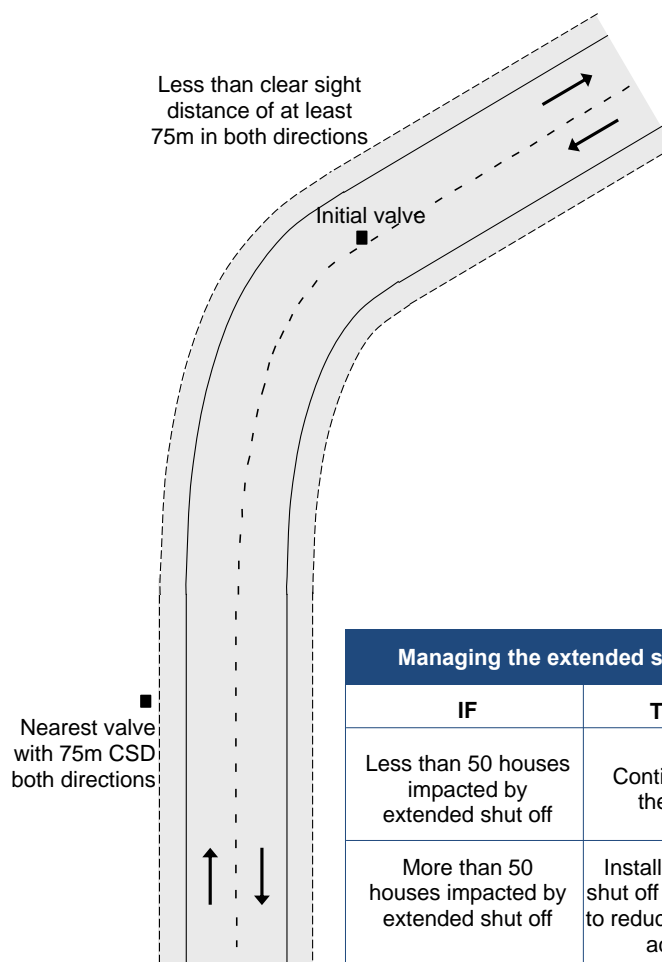 Less than clear sight
distance of at least
75m in both directions
Initial valve
Nearest valve
with 75m CSD
both directions
Managing the extended s
IF
T
Less than 50 houses
impacted by
extended shut off
Conti
the
More than 50
houses impacted by
extended shut off
Install
shut off
to reduc
ac